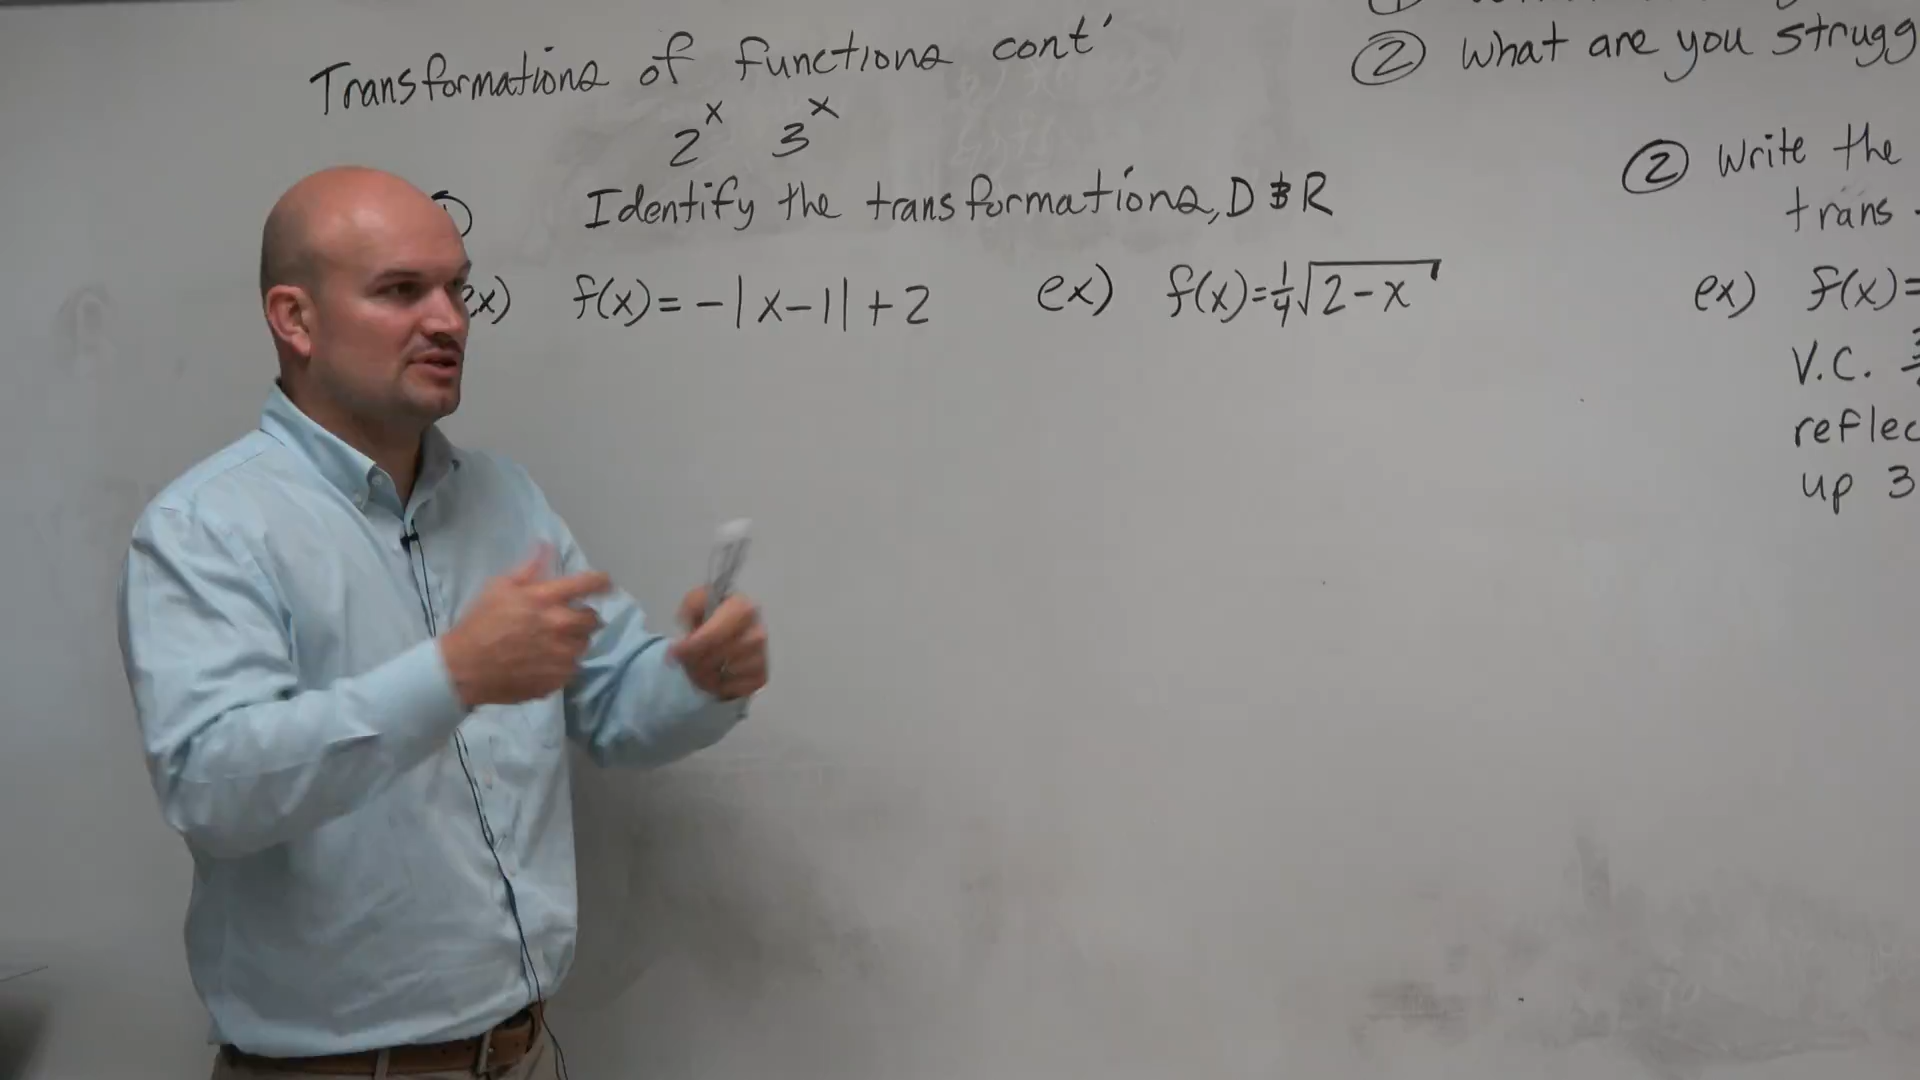 Transformations of functions cont'
② What are you strugg
2^x 3^x
① Identify the transformations, D & R
② Write the
trans
ex) f(x) = -|x-1| + 2
ex) f(x) = 1/4 √(2-x)
ex) f(x) =
V.C.
reflec
up 3